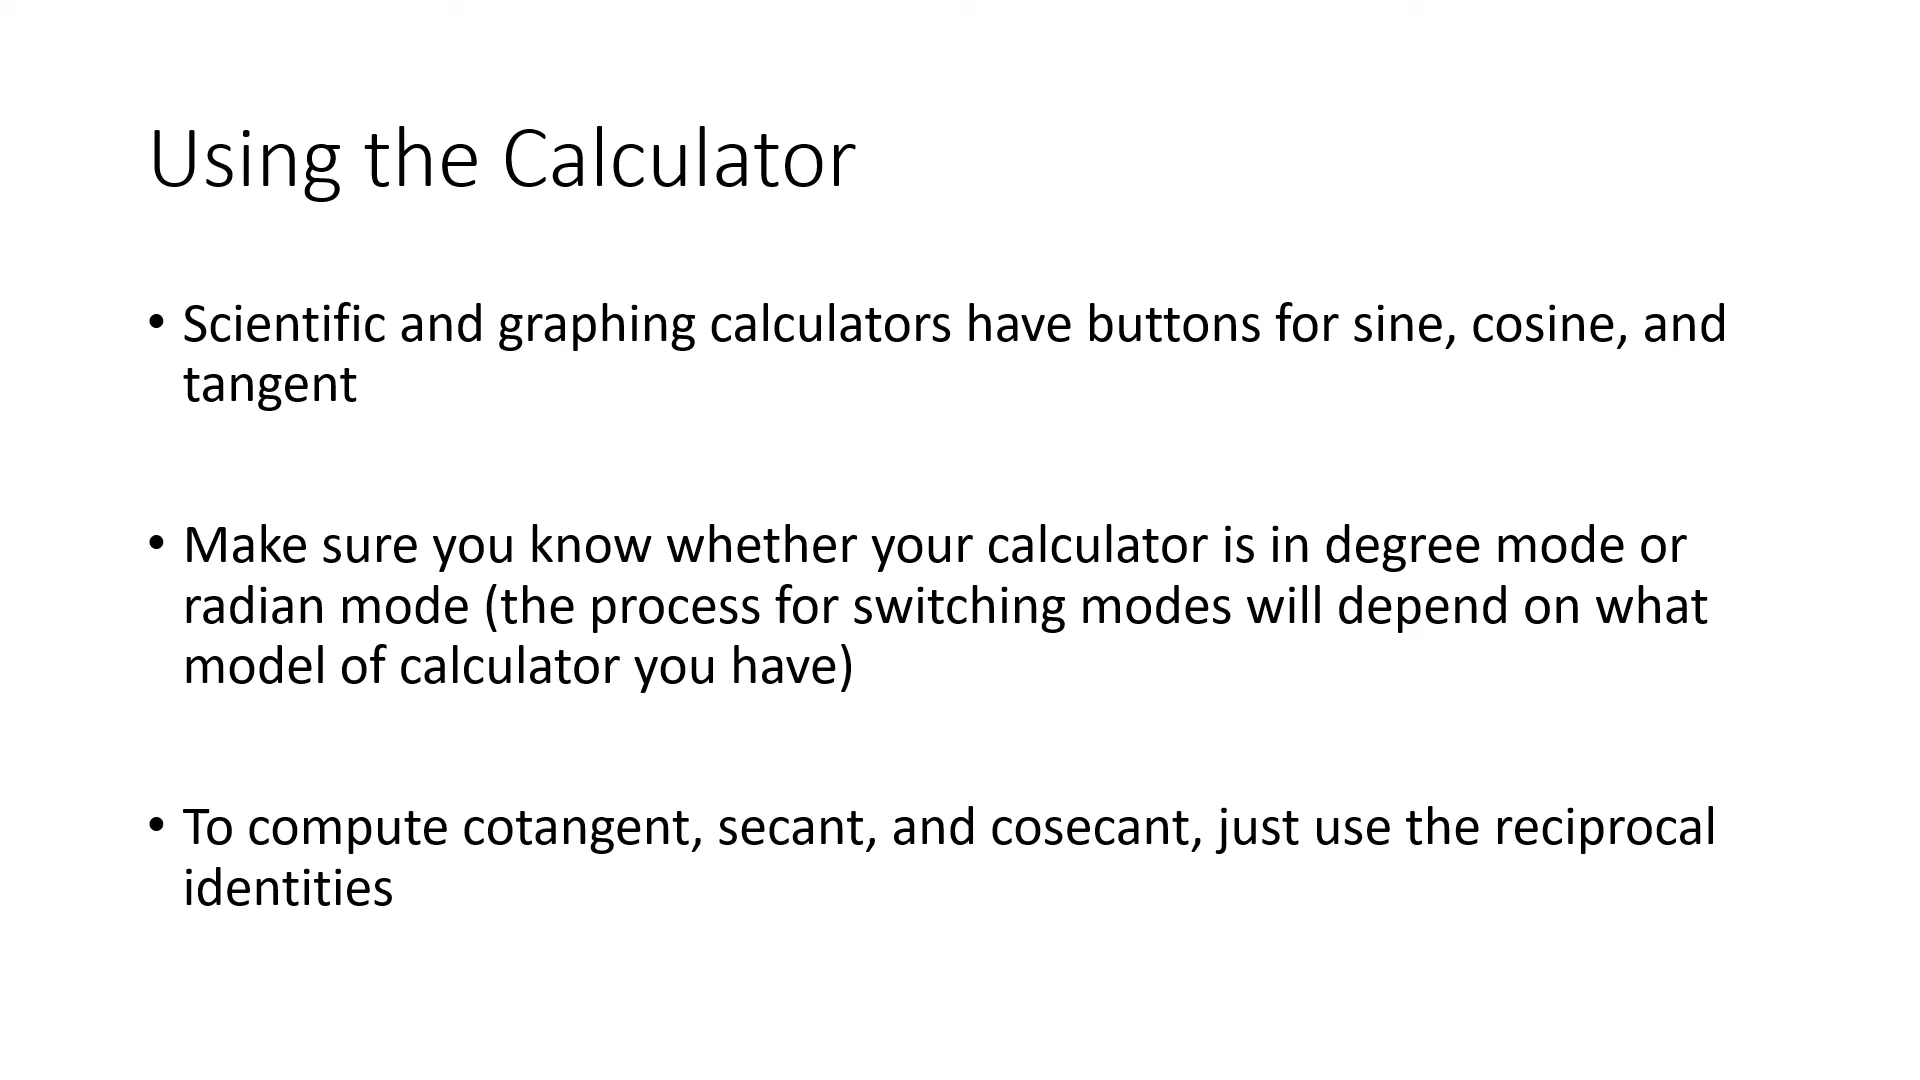 Using the Calculator
• Scientific and graphing calculators have buttons for sine, cosine, and
tangent
• Make sure you know whether your calculator is in degree mode or
radian mode (the process for switching modes will depend on what
model of calculator you have)
• To compute cotangent, secant, and cosecant, just use the reciprocal
identities